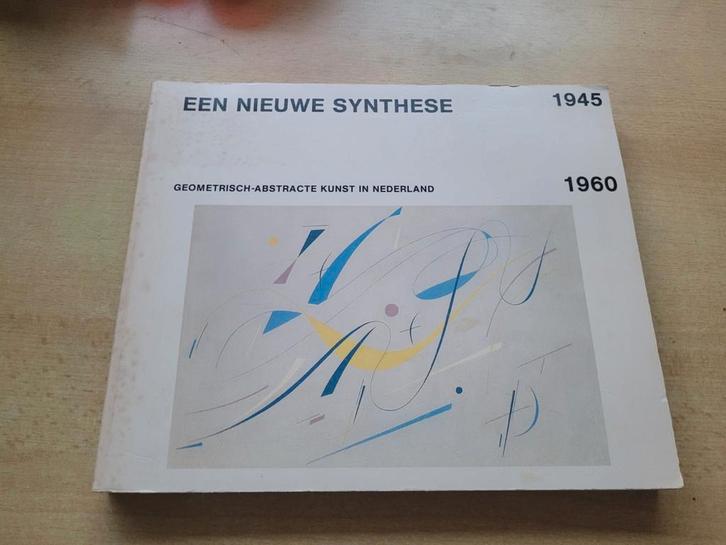 EEN NIEUWE SYNTHESE 1945
GEOMETRISCH-ABSTRACTE KUNST IN NEDERLAND 1960